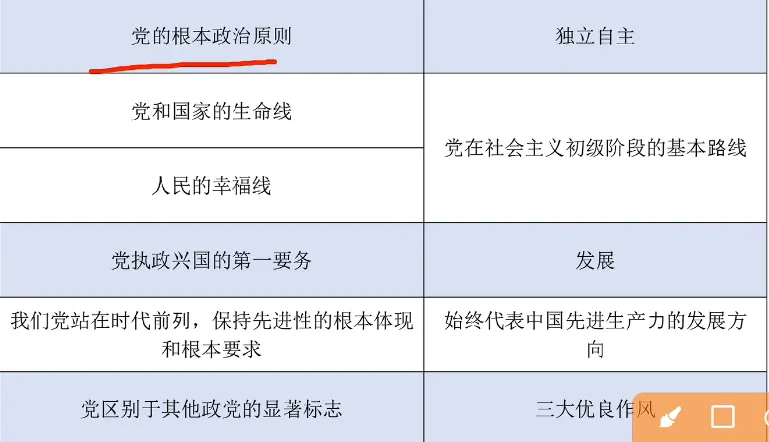 党的根本政治原则
独立自主
党和国家的生命线
党在社会主义初级阶段的基本路线
人民的幸福线
党执政兴国的第一要务
发展
我们党站在时代前列，保持先进性的根本体现
和根本要求
始终代表中国先进生产力的发展方
向
党区别于其他政党的显著标志
三大优良作风